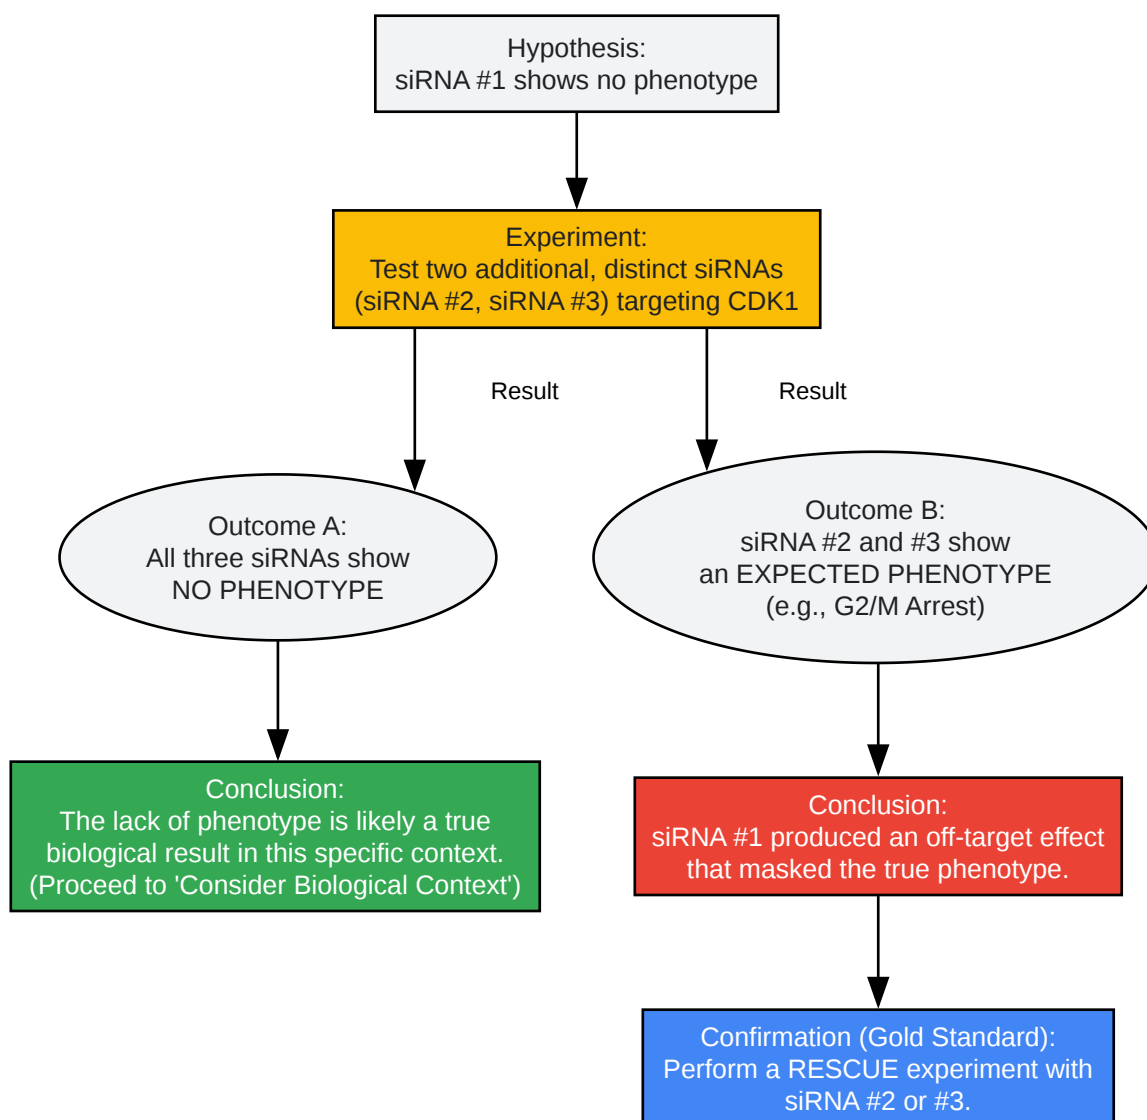 Hypothesis:
siRNA #1 shows no phenotype
Experiment:
Test two additional, distinct siRNAs
(siRNA #2, siRNA #3) targeting CDK1
Result
Result
Outcome A:
All three siRNAs show
NO PHENOTYPE
Outcome B:
siRNA #2 and #3 show
an EXPECTED PHENOTYPE
(e.g., G2/M Arrest)
Conclusion:
The lack of phenotype is likely a true
biological result in this specific context.
(Proceed to 'Consider Biological Context')
Conclusion:
siRNA #1 produced an off-target effect
that masked the true phenotype.
Confirmation (Gold Standard):
Perform a RESCUE experiment with
siRNA #2 or #3.